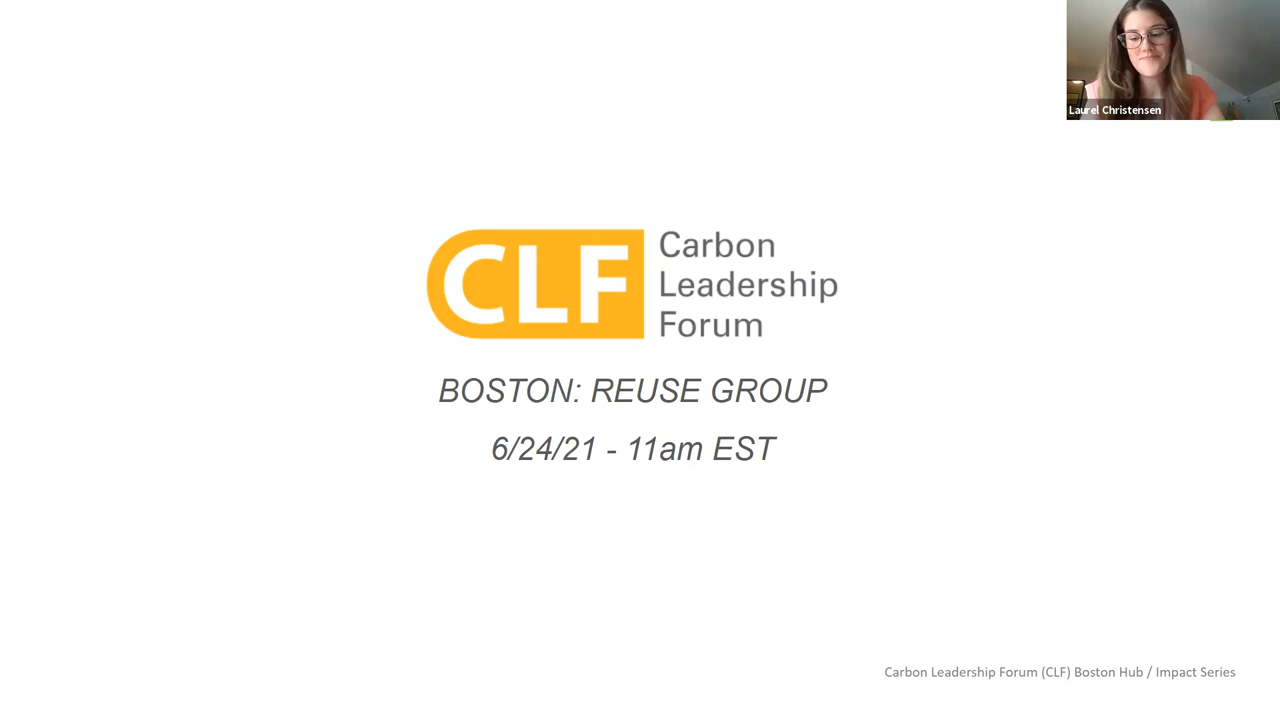 Laurel Christensen
CLF
Carbon
Leadership
Forum
BOSTON: REUSE GROUP
6/24/21 - 11am EST
Carbon Leadership Forum (CLF) Boston Hub / Impact Series